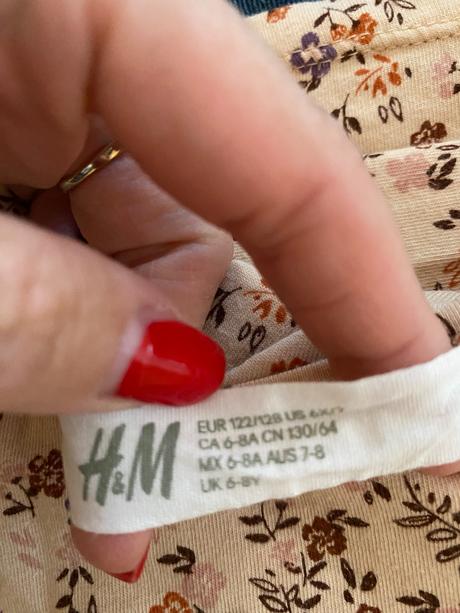 H&M
EUR 122/128 US
CA 6-8A CN 130/64
MX 6-8A AUS 7-8
UK 6-8Y